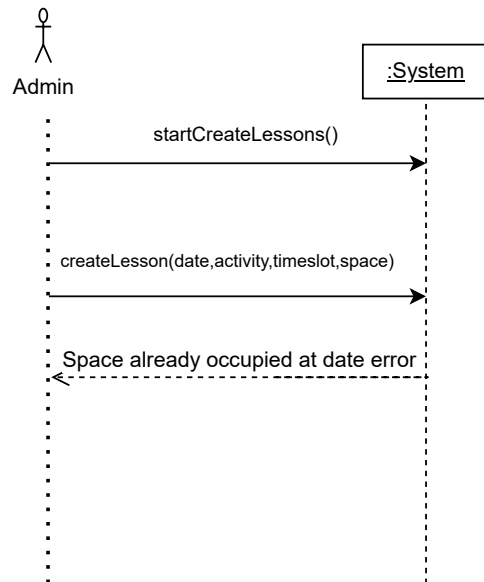 Admin
:System
startCreateLessons()
createLesson(date,activity,timeslot,space)
Space already occupied at date error